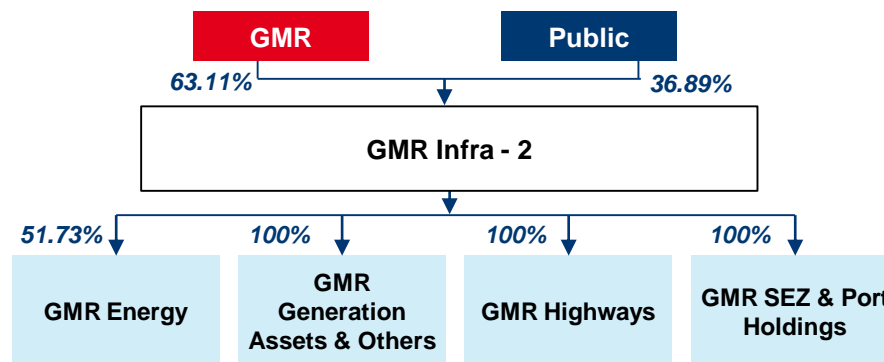 GMR
Public
63.11%
36.89%
GMR Infra - 2
51.73%
100%
100%
100%
GMR Energy
GMR
Generation
Assets & Others
GMR Highways
GMR SEZ & Port
Holdings